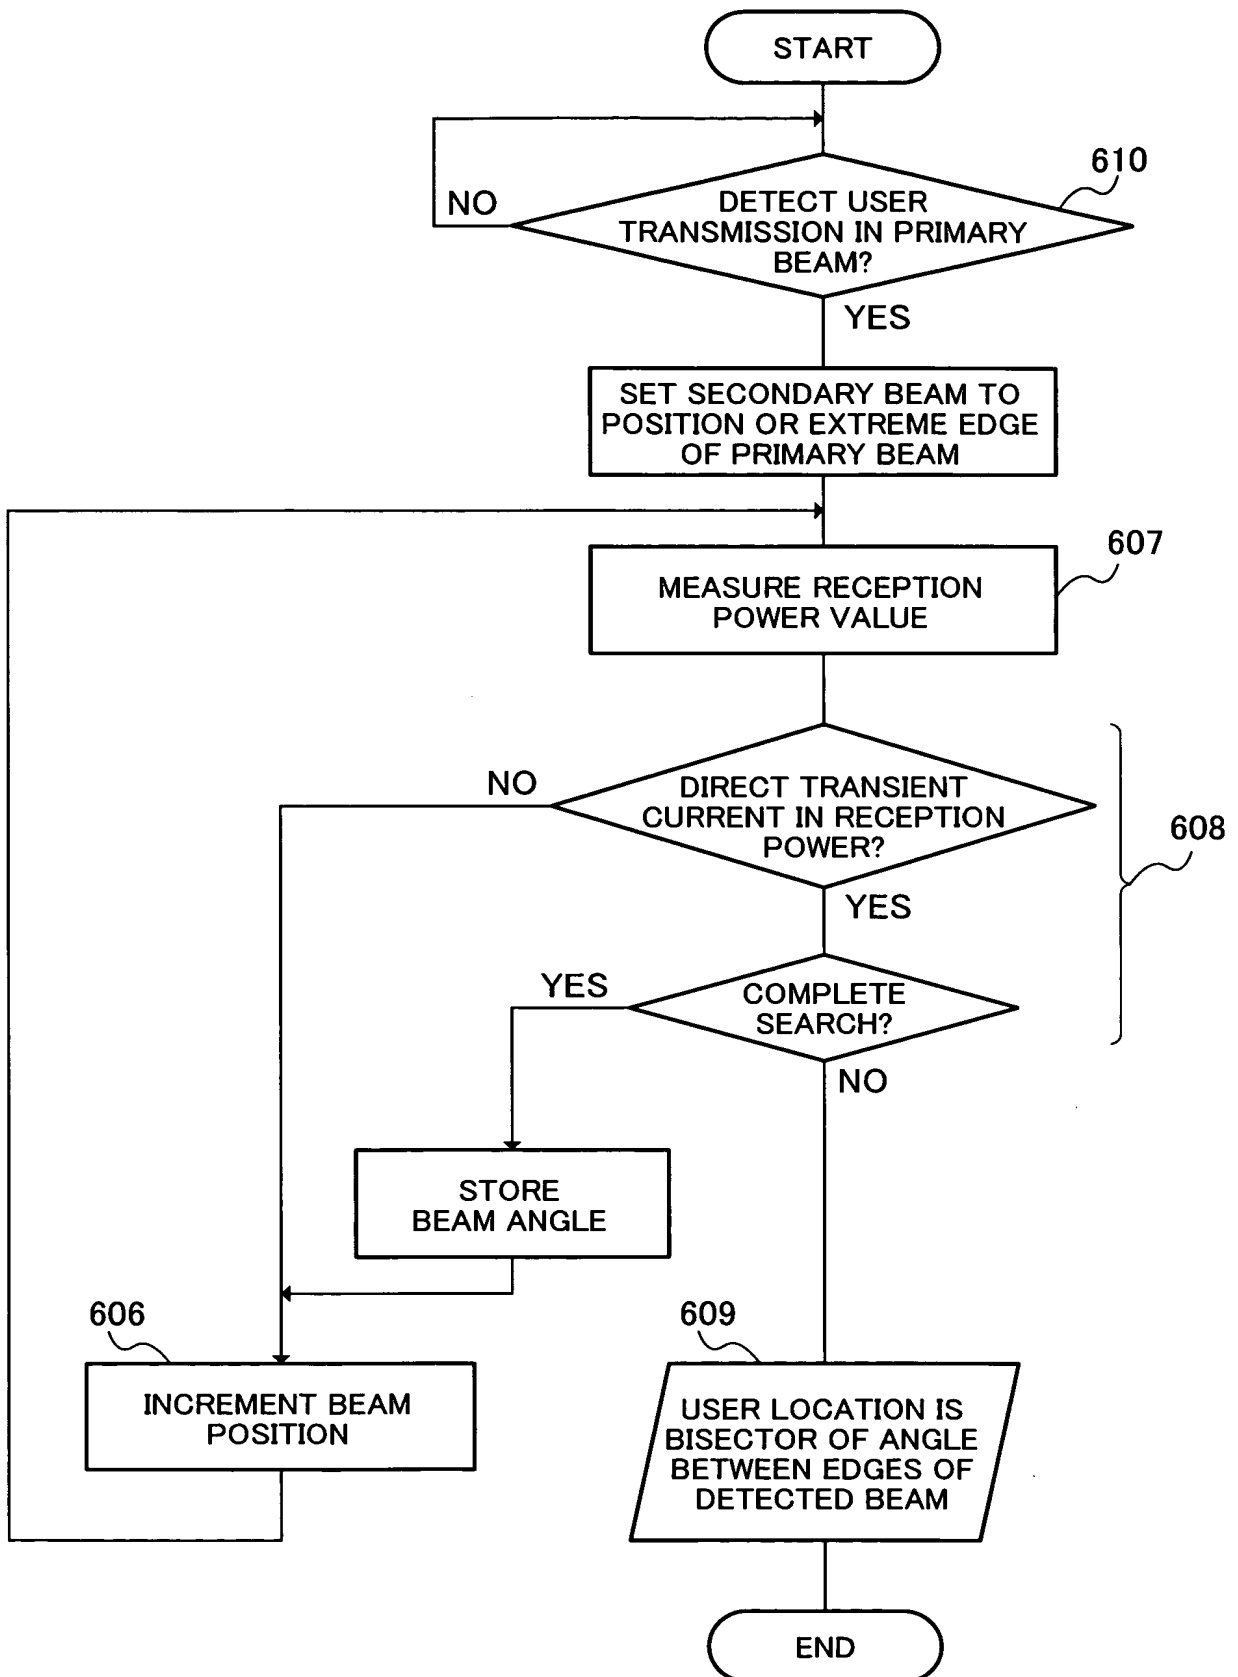 START
610
NO
DETECT USER
TRANSMISSION IN PRIMARY
BEAM?
YES
SET SECONDARY BEAM TO
POSITION OR EXTREME EDGE
OF PRIMARY BEAM
607
MEASURE RECEPTION
POWER VALUE
NO
DIRECT TRANSIENT
CURRENT IN RECEPTION
POWER?
608
YES
YES
COMPLETE
SEARCH?
NO
STORE
BEAM ANGLE
606
609
INCREMENT BEAM
POSITION
USER LOCATION IS
BISECTOR OF ANGLE
BETWEEN EDGES OF
DETECTED BEAM
END